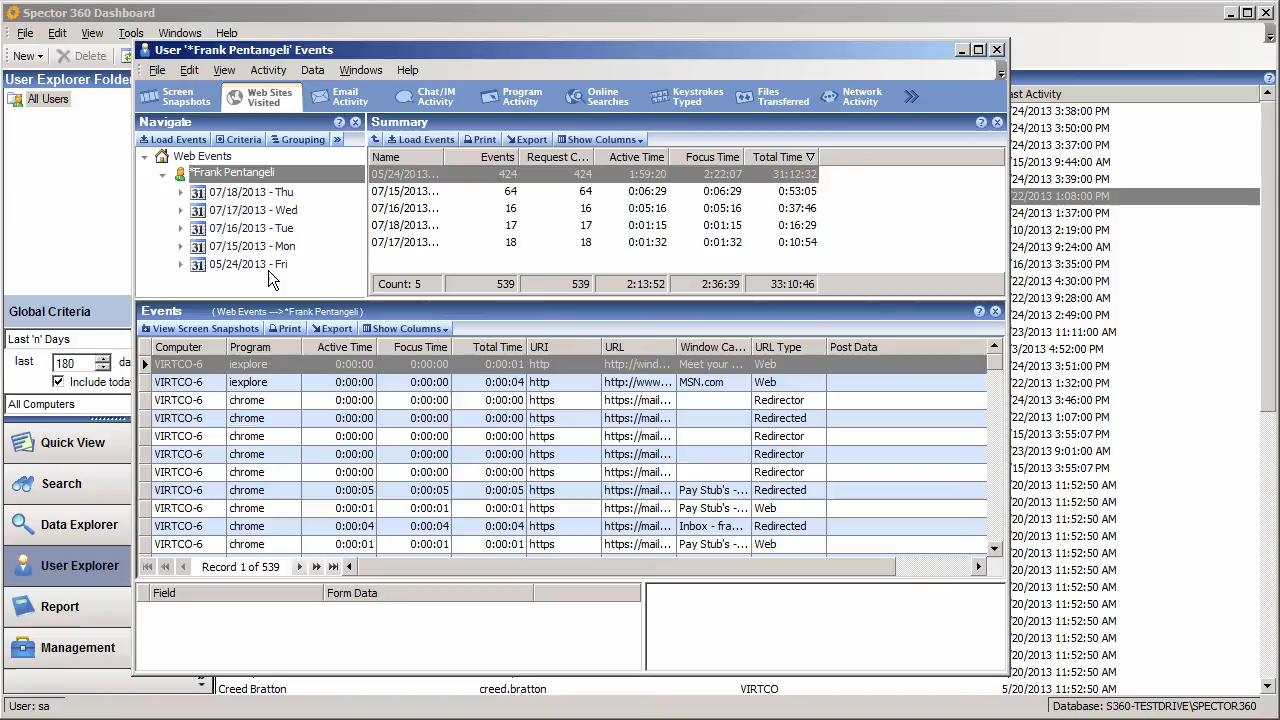 Spector 360 Dashboard
File Edit View Tools Windows Help
New Delete
User Explorer Folder
All Users
Global Criteria
Last 'n' Days
last 180 da
Include toda
All Computers
Quick View
Search
Data Explorer
User Explorer
Report
Management
User: sa
User '*Frank Pentangeli' Events
File Edit View Activity Data Windows Help
Screen Snapshots
Web Sites Visited
Email Activity
Chat/IM Activity
Program Activity
Online Searches
Keystrokes Typed
Files Transferred
Network Activity
Navigate
Load Events Criteria Grouping
Web Events
*Frank Pentangeli
07/18/2013 - Thu
07/17/2013 - Wed
07/16/2013 - Tue
07/15/2013 - Mon
05/24/2013 - Fri
Summary
Load Events Print Export Show Columns
Name Events Request C... Active Time Focus Time Total Time
05/24/2013... 424 424 1:59:20 2:22:07 31:12:32
07/15/2013... 64 64 0:06:29 0:06:29 0:53:05
07/16/2013... 16 16 0:05:16 0:05:16 0:37:46
07/18/2013... 17 17 0:01:15 0:01:15 0:16:29
07/17/2013... 18 18 0:01:32 0:01:32 0:10:54
Count: 5 539 539 2:13:52 2:36:39 33:10:46
Events ( Web Events --->*Frank Pentangeli )
View Screen Snapshots Print Export Show Columns
Computer Program Active Time Focus Time Total Time URI URL Window Ca... URL Type Post Data
VIRTCO-6 iexplore 0:00:00 0:00:00 0:00:01 http http://wind... Meet your ... Web
VIRTCO-6 iexplore 0:00:00 0:00:00 0:00:04 http http://www... MSN.com Web
VIRTCO-6 chrome 0:00:00 0:00:00 0:00:00 https https://mail... Redirector
VIRTCO-6 chrome 0:00:00 0:00:00 0:00:00 https https://mail... Redirected
VIRTCO-6 chrome 0:00:00 0:00:00 0:00:00 https https://mail... Redirector
VIRTCO-6 chrome 0:00:00 0:00:00 0:00:00 https https://mail... Redirector
VIRTCO-6 chrome 0:00:00 0:00:00 0:00:00 https https://mail... Redirector
VIRTCO-6 chrome 0:00:05 0:00:05 0:00:05 https https://mail... Pay Stub's -... Redirected
VIRTCO-6 chrome 0:00:01 0:00:01 0:00:01 https https://mail... Pay Stub's -... Web
VIRTCO-6 chrome 0:00:04 0:00:04 0:00:04 https https://mail... Inbox - fra... Redirected
VIRTCO-6 chrome 0:00:01 0:00:01 0:00:01 https https://mail... Pay Stub's -... Web
Record 1 of 539
Field Form Data
ast Activity
/24/2013 3:38:00 PM
/24/2013 3:50:00 PM
/24/2013 3:37:00 PM
/15/2013 9:44:00 AM
/24/2013 3:39:00 PM
/22/2013 1:08:00 PM
/24/2013 1:37:00 PM
/10/2013 2:19:00 PM
/24/2013 9:24:00 AM
/16/2013 3:35:00 PM
/22/2013 4:30:00 PM
/22/2013 9:28:00 AM
/24/2013 2:49:00 PM
/23/2013 11:11:00 AM
/3/2013 4:52:00 PM
/24/2013 3:51:00 PM
/22/2013 1:32:00 PM
/24/2013 3:46:00 PM
/22/2013 1:07:00 PM
/15/2013 3:55:07 PM
/23/2013 9:01:00 AM
/15/2013 3:55:07 PM
/20/2013 11:52:50 AM
/20/2013 11:52:50 AM
/20/2013 11:52:50 AM
/20/2013 11:52:50 AM
/20/2013 11:52:50 AM
/20/2013 11:52:50 AM
/20/2013 11:52:50 AM
/20/2013 11:52:50 AM
/20/2013 11:52:50 AM
/20/2013 11:52:50 AM
/20/2013 11:52:50 AM
/20/2013 11:52:50 AM
Creed Bratton creed.bratton VIRTCO 5/20/2013 11:52:50 AM
Database: S360-TESTDRIVE\SPECTOR360